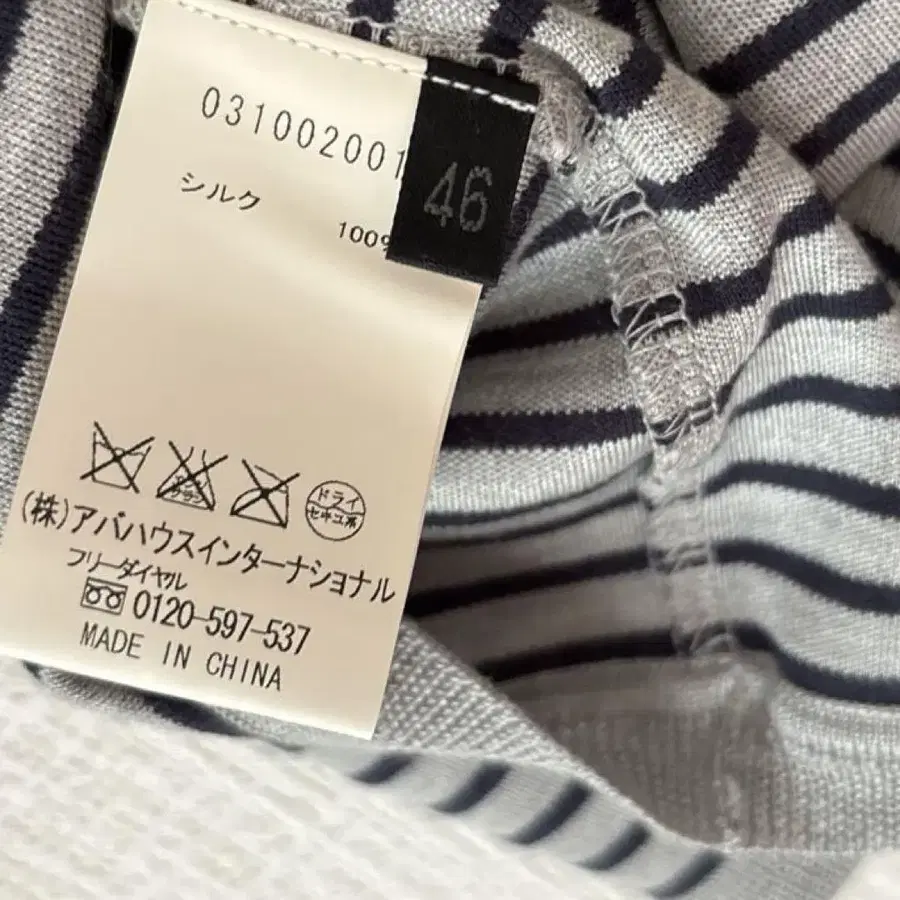 031002001
46
シルク
100%
ドライ
セキユ系
(株)アバハウスインターナショナル
フリーダイヤル
0120-597-537
MADE IN CHINA